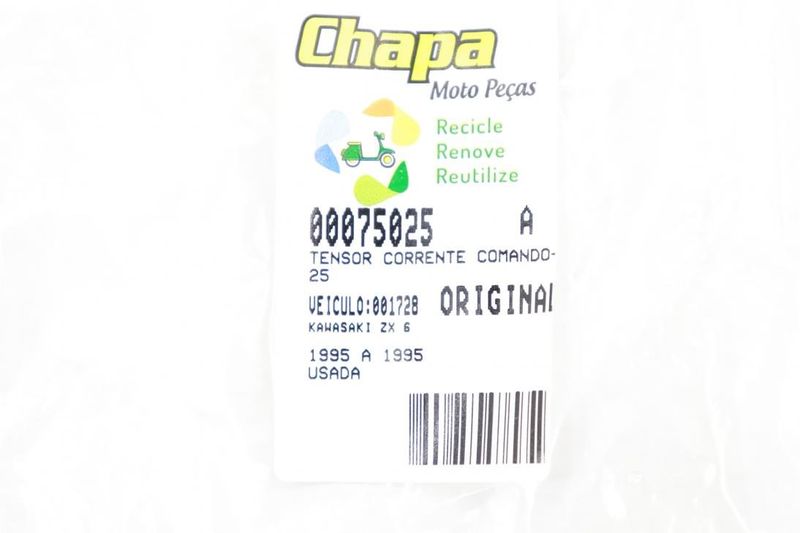 Chapa
Moto Peças
Recicle
Renove
Reutilize
00075025 A
TENSOR CORRENTE COMANDO-
25
VEICULO:001728 ORIGINAL
KAWASAKI ZX 6
1995 A 1995
USADA